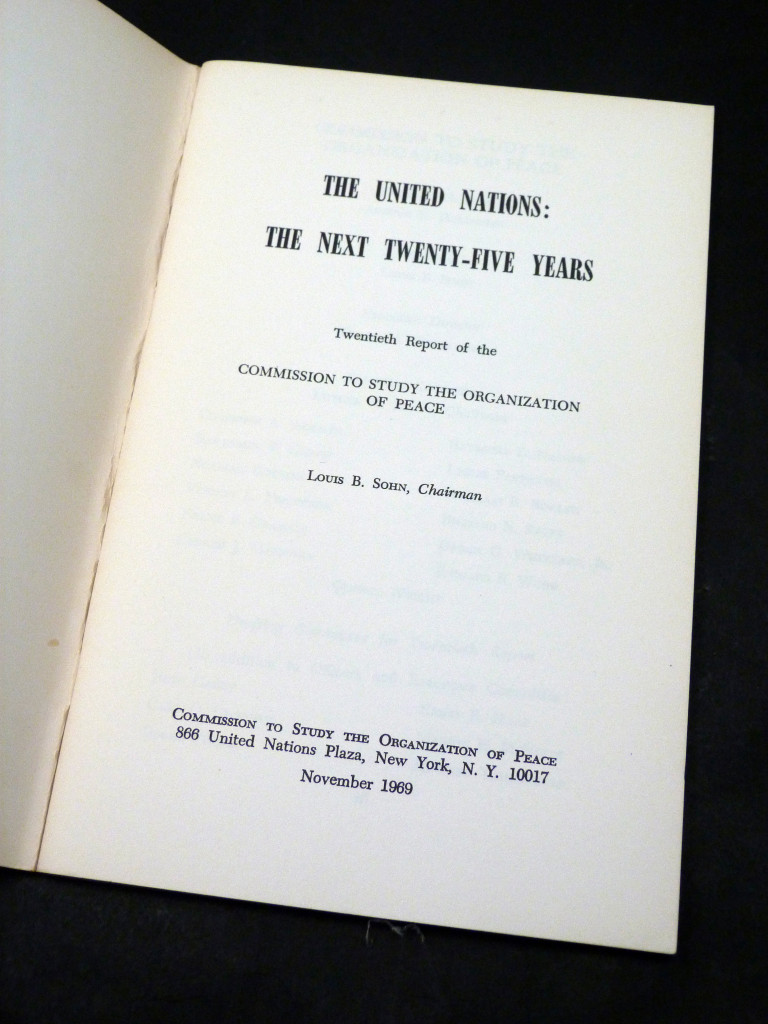 THE UNITED NATIONS:
THE NEXT TWENTY-FIVE YEARS
Twentieth Report of the
COMMISSION TO STUDY THE ORGANIZATION
OF PEACE
LOUIS B. SOHN, Chairman
COMMISSION TO STUDY THE ORGANIZATION OF PEACE
866 United Nations Plaza, New York, N. Y. 10017
November 1969